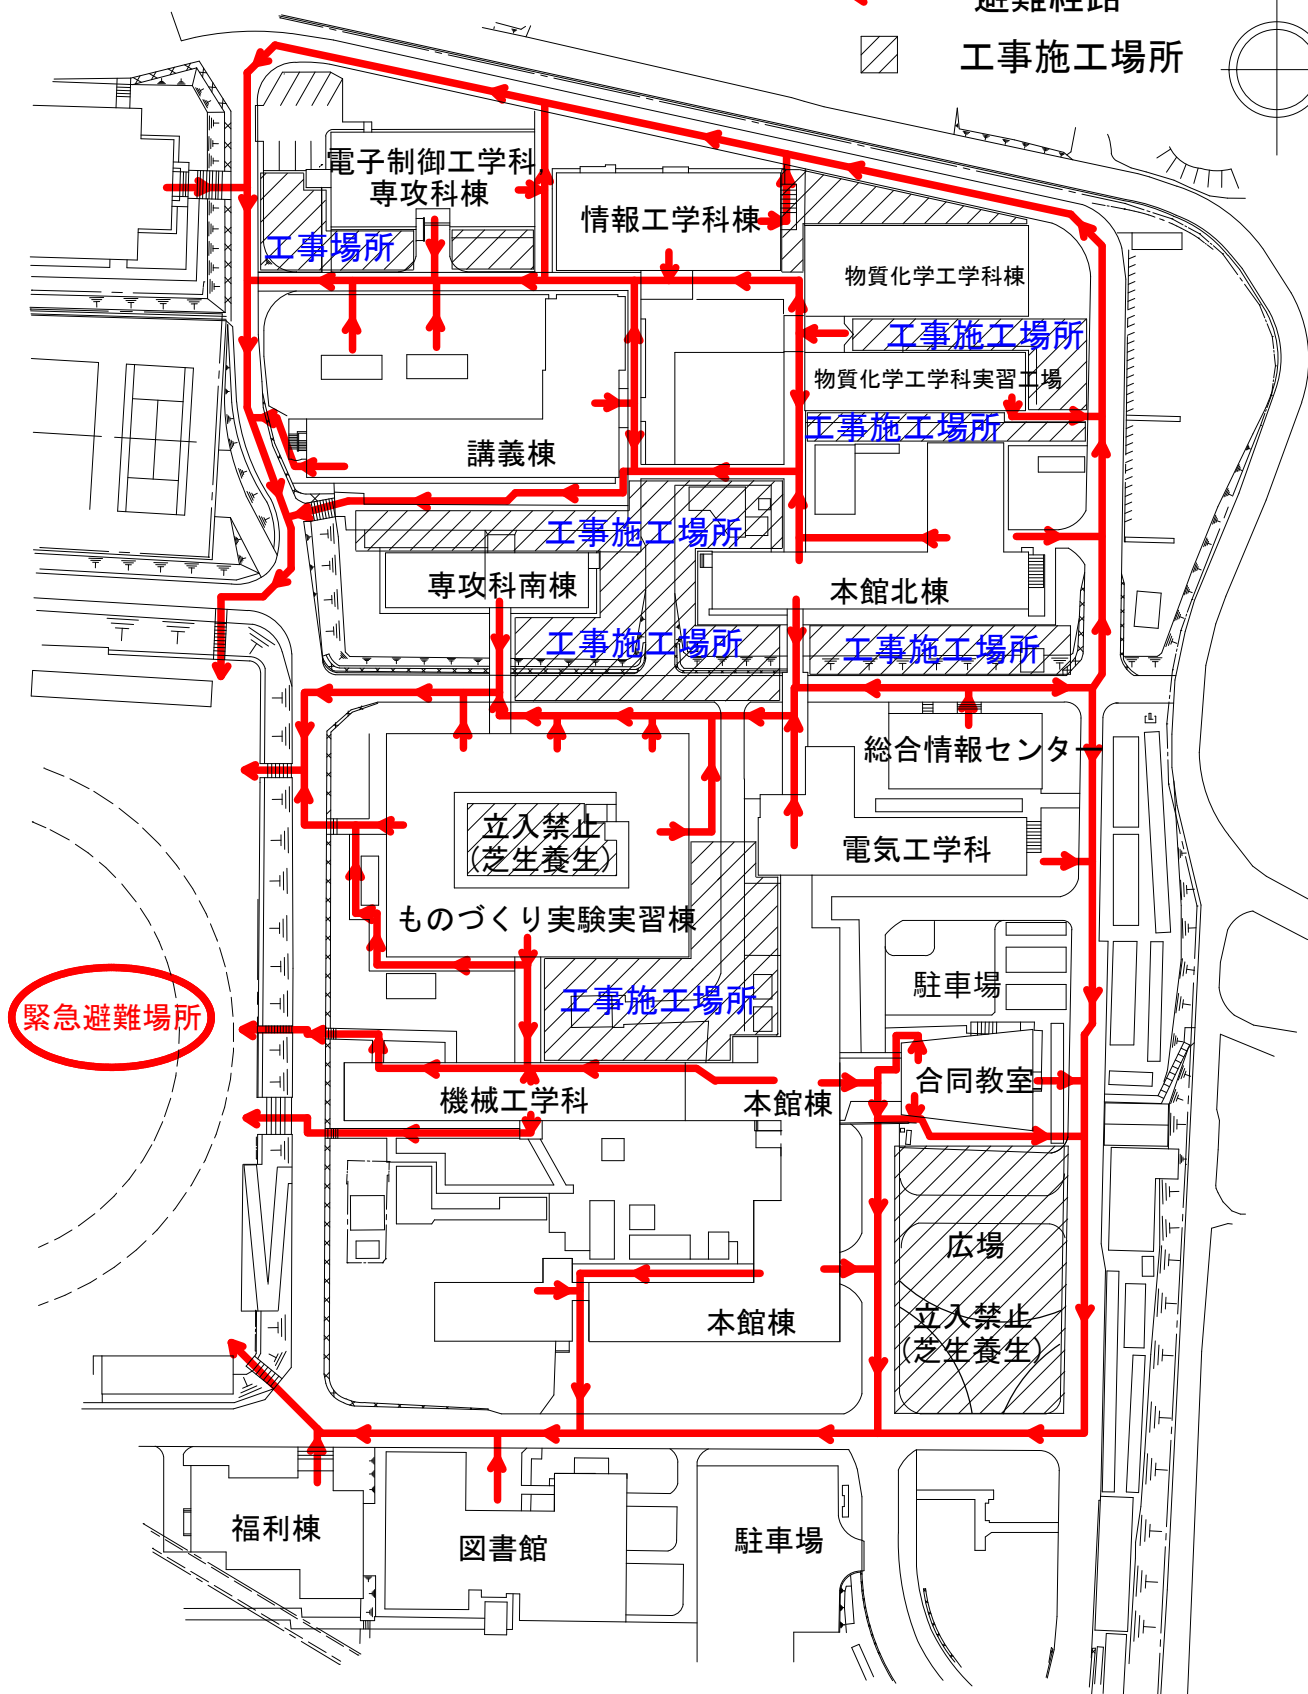 避難経路
工事施工場所
電子制御工学科
専攻科棟
情報工学科棟
工事場所
物質化学工学科棟
工事施工場所
物質化学工学科実習工場
工事施工場所
講義棟
工事施工場所
専攻科南棟
本館北棟
工事施工場所
工事施工場所
総合情報センター
立入禁止
(芝生養生)
電気工学科
ものづくり実験実習棟
駐車場
工事施工場所
緊急避難場所
合同教室
機械工学科
本館棟
広場
本館棟
立入禁止
(芝生養生)
福利棟
図書館
駐車場